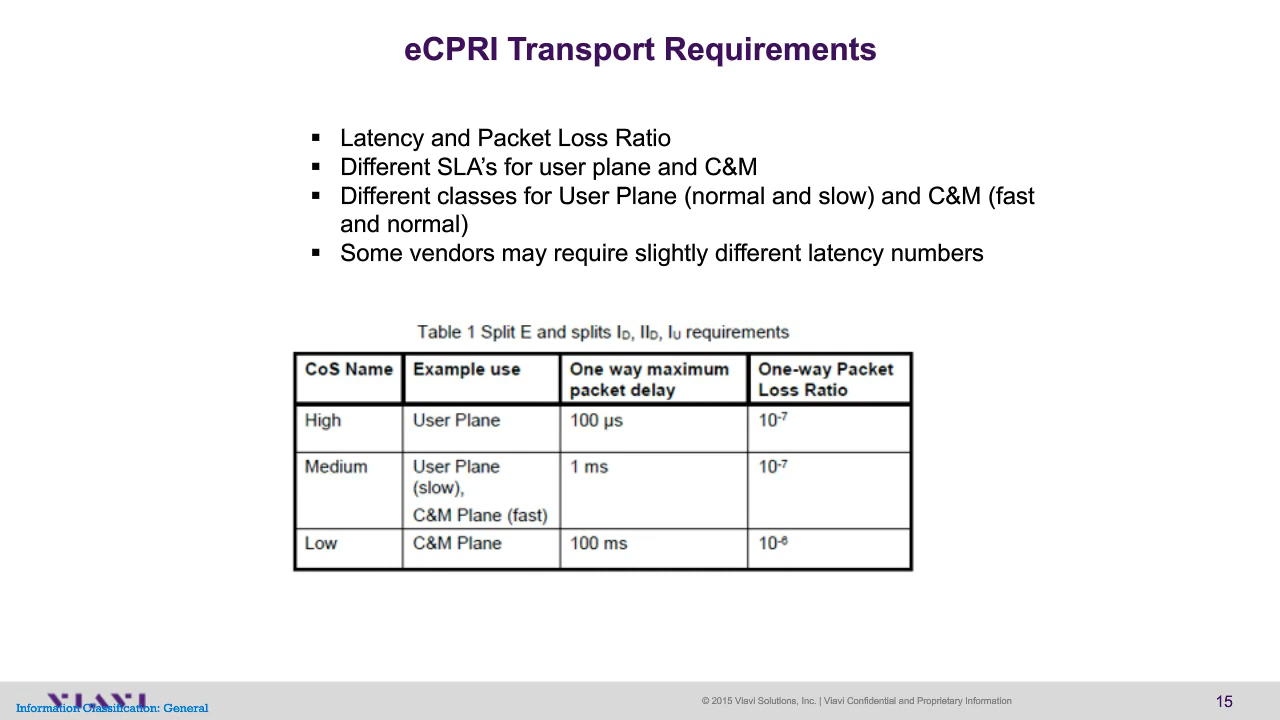 eCPRI Transport Requirements
▪ Latency and Packet Loss Ratio
▪ Different SLA’s for user plane and C&M
▪ Different classes for User Plane (normal and slow) and C&M (fast
and normal)
▪ Some vendors may require slightly different latency numbers
Table 1 Split E and splits I_D, II_D, I_U requirements
CoS Name Example use One way maximum packet delay One-way Packet Loss Ratio
High User Plane 100 µs 10⁻⁷
Medium User Plane (slow), C&M Plane (fast) 1 ms 10⁻⁷
Low C&M Plane 100 ms 10⁻⁶
VIAVI
Information Classification: General
© 2015 Viavi Solutions, Inc. | Viavi Confidential and Proprietary Information
15